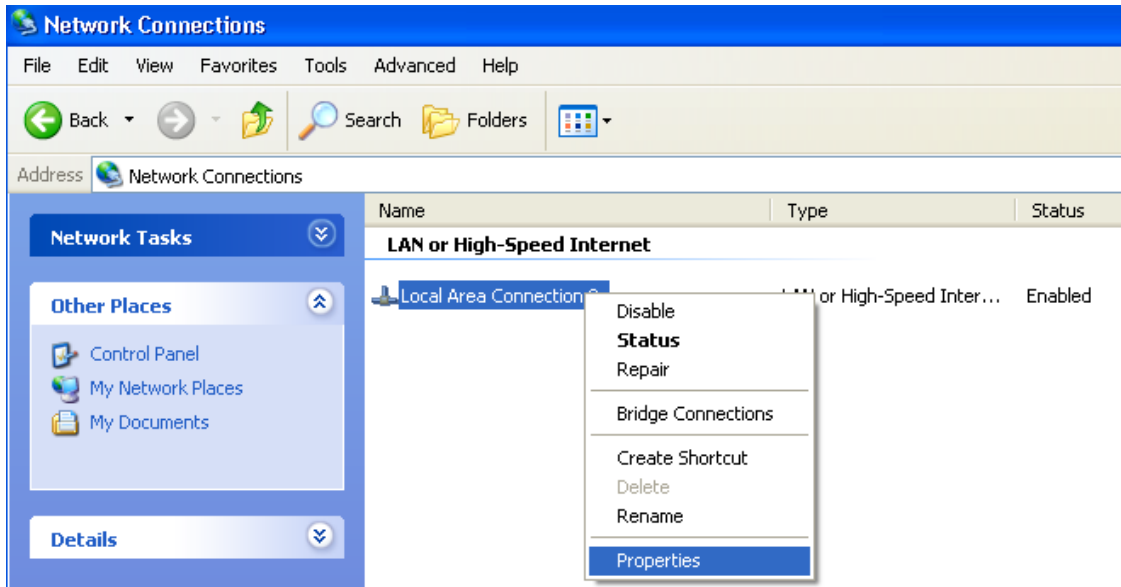 Network Connections
File Edit View Favorites Tools Advanced Help
Back Search Folders
Address Network Connections
Name Type Status
Network Tasks
LAN or High-Speed Internet
Other Places
Local Area Connection or High-Speed Inter... Enabled
Control Panel
My Network Places
My Documents
Details
Disable
Status
Repair
Bridge Connections
Create Shortcut
Delete
Rename
Properties